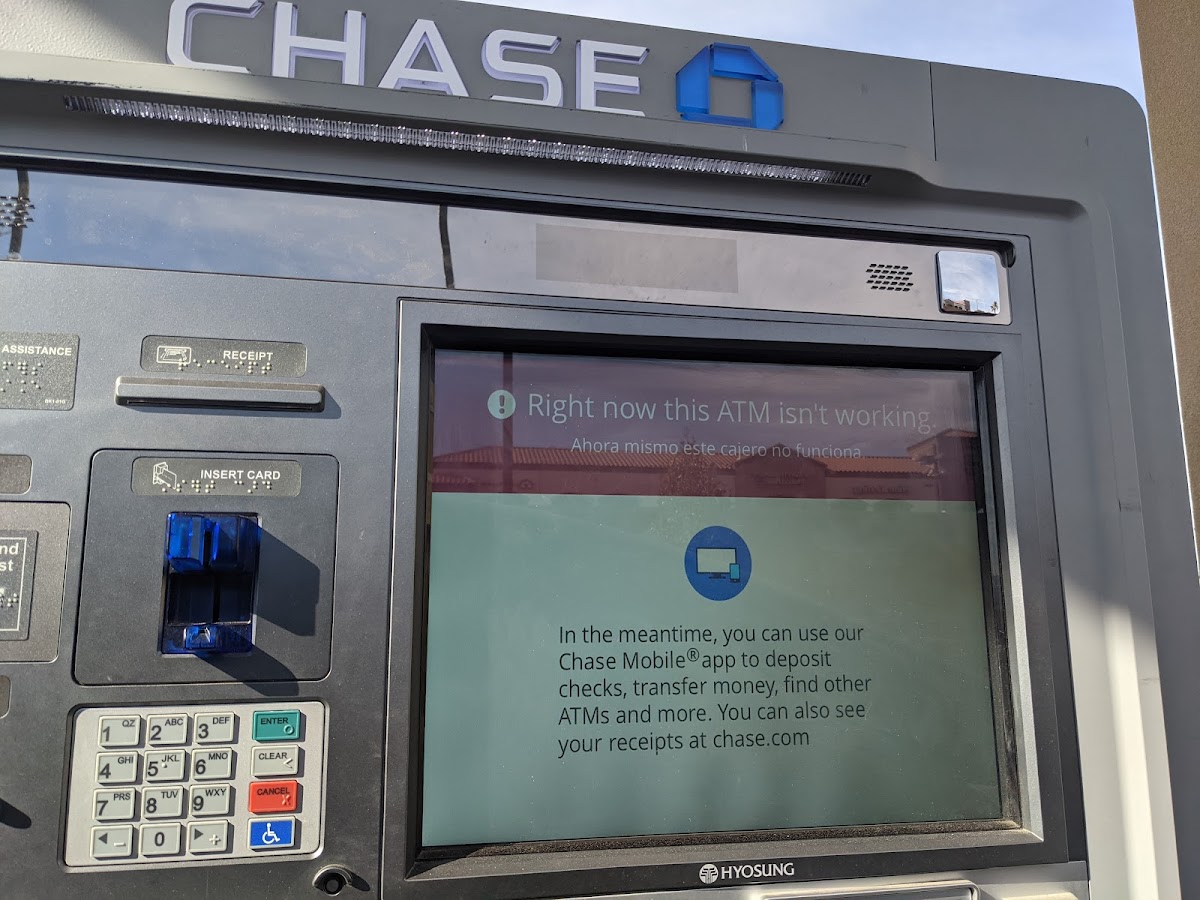 CHASE
ASSISTANCE
RECEIPT
INSERT CARD
Right now this ATM isn't working.
Ahora mismo este cajero no funciona.
In the meantime, you can use our
Chase Mobile® app to deposit
checks, transfer money, find other
ATMs and more. You can also see
your receipts at chase.com
nd
st
1 QZ 2 ABC 3 DEF ENTER
4 GHI 5 JKL 6 MNO CLEAR
7 PRS 8 TUV 9 WXY CANCEL
- 0 +
HYOSUNG